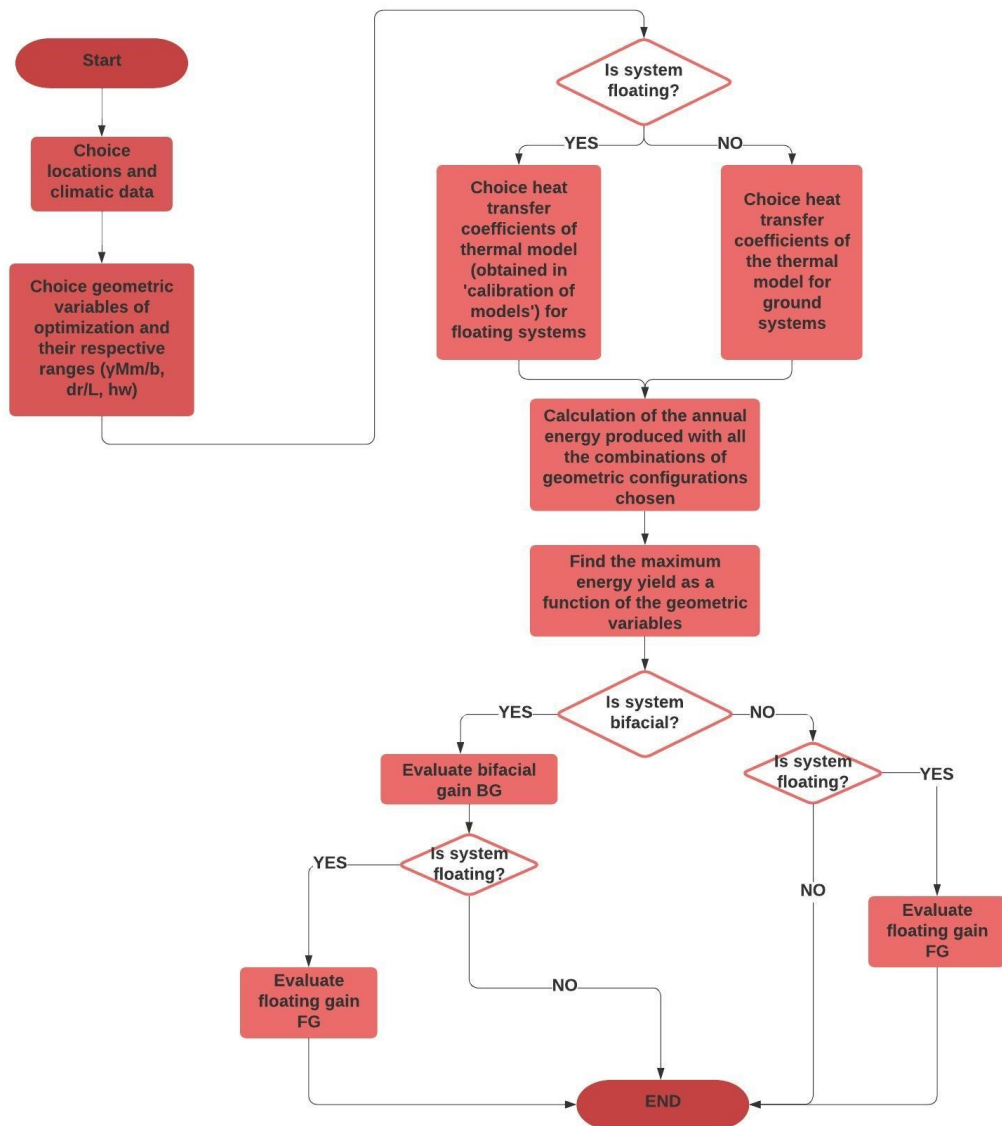 Start
Choice
locations and
climatic data
Choice geometric
variables of
optimization and
their respective
ranges (γMm/b,
dr/L, hw)
Is system
floating?
YES
NO
Choice heat
transfer
coefficients of
thermal model
(obtained in
'calibration of
models') for
floating systems
Choice heat
transfer
coefficients of
the thermal
model for
ground
systems
Calculation of the annual
energy produced with all
the combinations of
geometric configurations
chosen
Find the maximum
energy yield as a
function of the geometric
variables
Is system
bifacial?
YES
NO
Evaluate bifacial
gain BG
Is system
floating?
YES
NO
Evaluate floating gain
FG
Is system
floating?
YES
NO
Evaluate
floating gain
FG
END